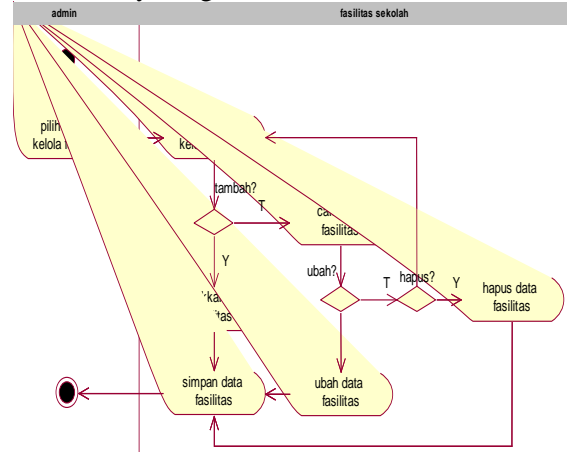 admin
fasilitas sekolah
pilih
kelola
tambah?
T
fasilitas
Y
ubah?
T
hapus?
Y
hapus data
fasilitas
simpan data
fasilitas
ubah data
fasilitas